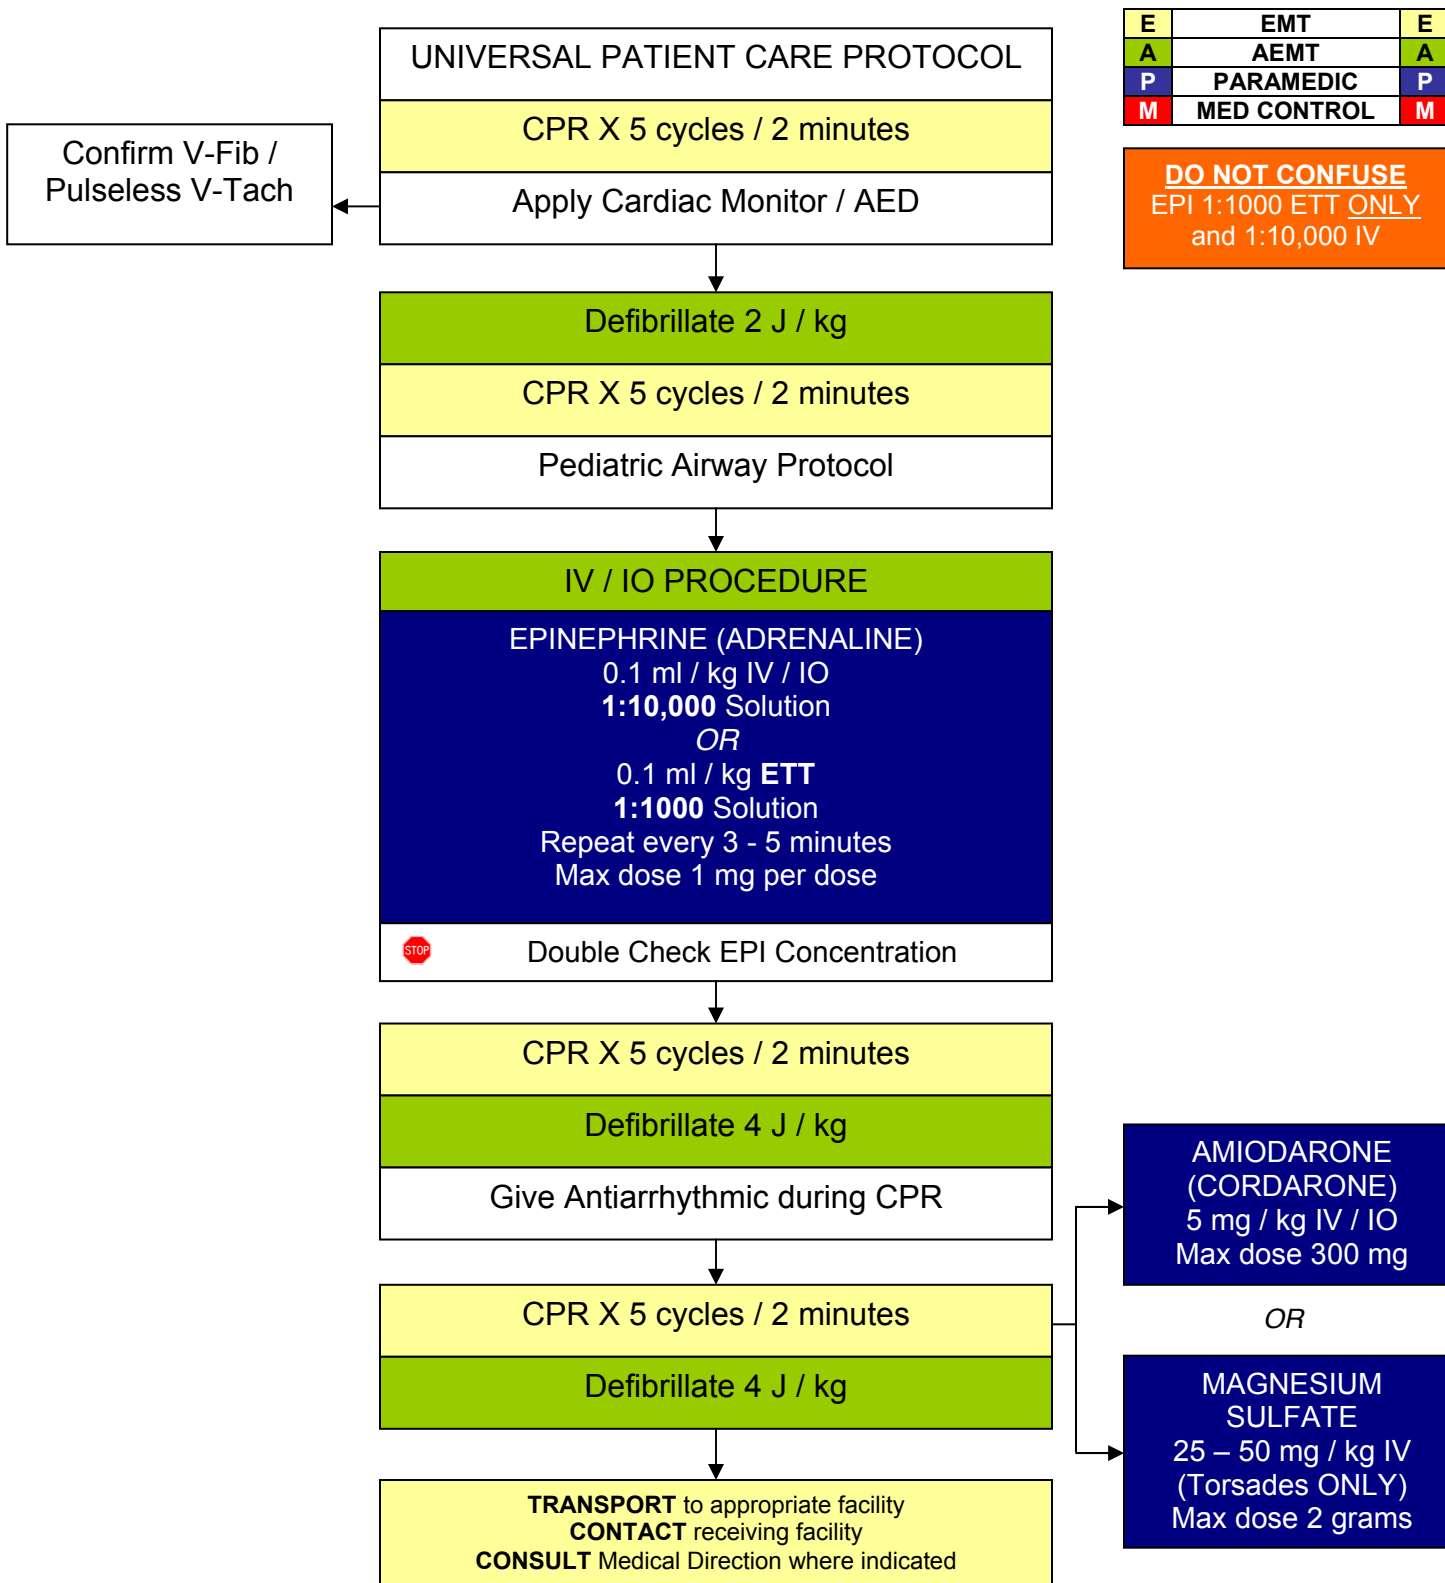 UNIVERSAL PATIENT CARE PROTOCOL
CPR X 5 cycles / 2 minutes
Apply Cardiac Monitor / AED
Confirm V-Fib /
Pulseless V-Tach
E EMT E
A AEMT A
P PARAMEDIC P
M MED CONTROL M
DO NOT CONFUSE
EPI 1:1000 ETT ONLY
and 1:10,000 IV
Defibrillate 2 J / kg
CPR X 5 cycles / 2 minutes
Pediatric Airway Protocol
IV / IO PROCEDURE
EPINEPHRINE (ADRENALINE)
0.1 ml / kg IV / IO
1:10,000 Solution
OR
0.1 ml / kg ETT
1:1000 Solution
Repeat every 3 - 5 minutes
Max dose 1 mg per dose
STOP Double Check EPI Concentration
CPR X 5 cycles / 2 minutes
Defibrillate 4 J / kg
Give Antiarrhythmic during CPR
CPR X 5 cycles / 2 minutes
Defibrillate 4 J / kg
AMIODARONE
(CORDARONE)
5 mg / kg IV / IO
Max dose 300 mg
OR
MAGNESIUM
SULFATE
25 – 50 mg / kg IV
(Torsades ONLY)
Max dose 2 grams
TRANSPORT to appropriate facility
CONTACT receiving facility
CONSULT Medical Direction where indicated